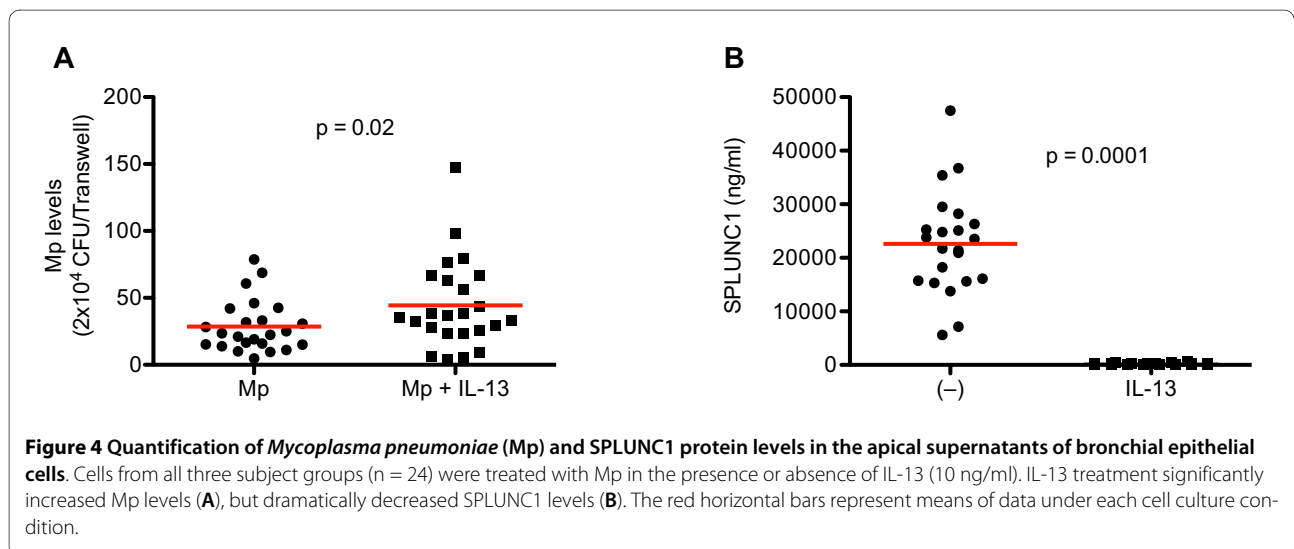 A
B
200
150
100
50
0
Mp levels
(2x10⁴ CFU/Transwell)
p = 0.02
Mp
Mp + IL-13
50000
40000
30000
20000
10000
0
SPLUNC1 (ng/ml)
p = 0.0001
(–)
IL-13
Figure 4 Quantification of Mycoplasma pneumoniae (Mp) and SPLUNC1 protein levels in the apical supernatants of bronchial epithelial
cells. Cells from all three subject groups (n = 24) were treated with Mp in the presence or absence of IL-13 (10 ng/ml). IL-13 treatment significantly
increased Mp levels (A), but dramatically decreased SPLUNC1 levels (B). The red horizontal bars represent means of data under each cell culture con-
dition.